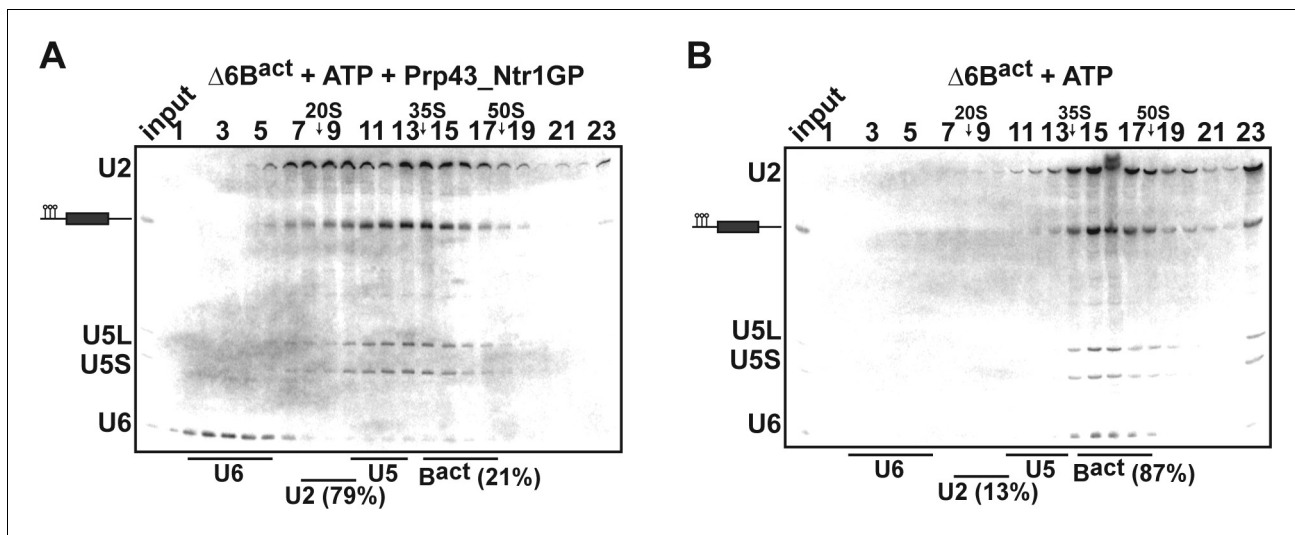 A
Δ6Bact + ATP + Prp43_Ntr1GP
20S 35S 50S
input 1 3 5 7 9 11 13 15 17 19 21 23
U2
U5L
U5S
U6
U6 U5 Bact (21%)
U2 (79%)
B
Δ6Bact + ATP
20S 35S 50S
input 1 3 5 7 9 11 13 15 17 19 21 23
U2
U5L
U5S
U6
U6 U5 Bact (87%)
U2 (13%)